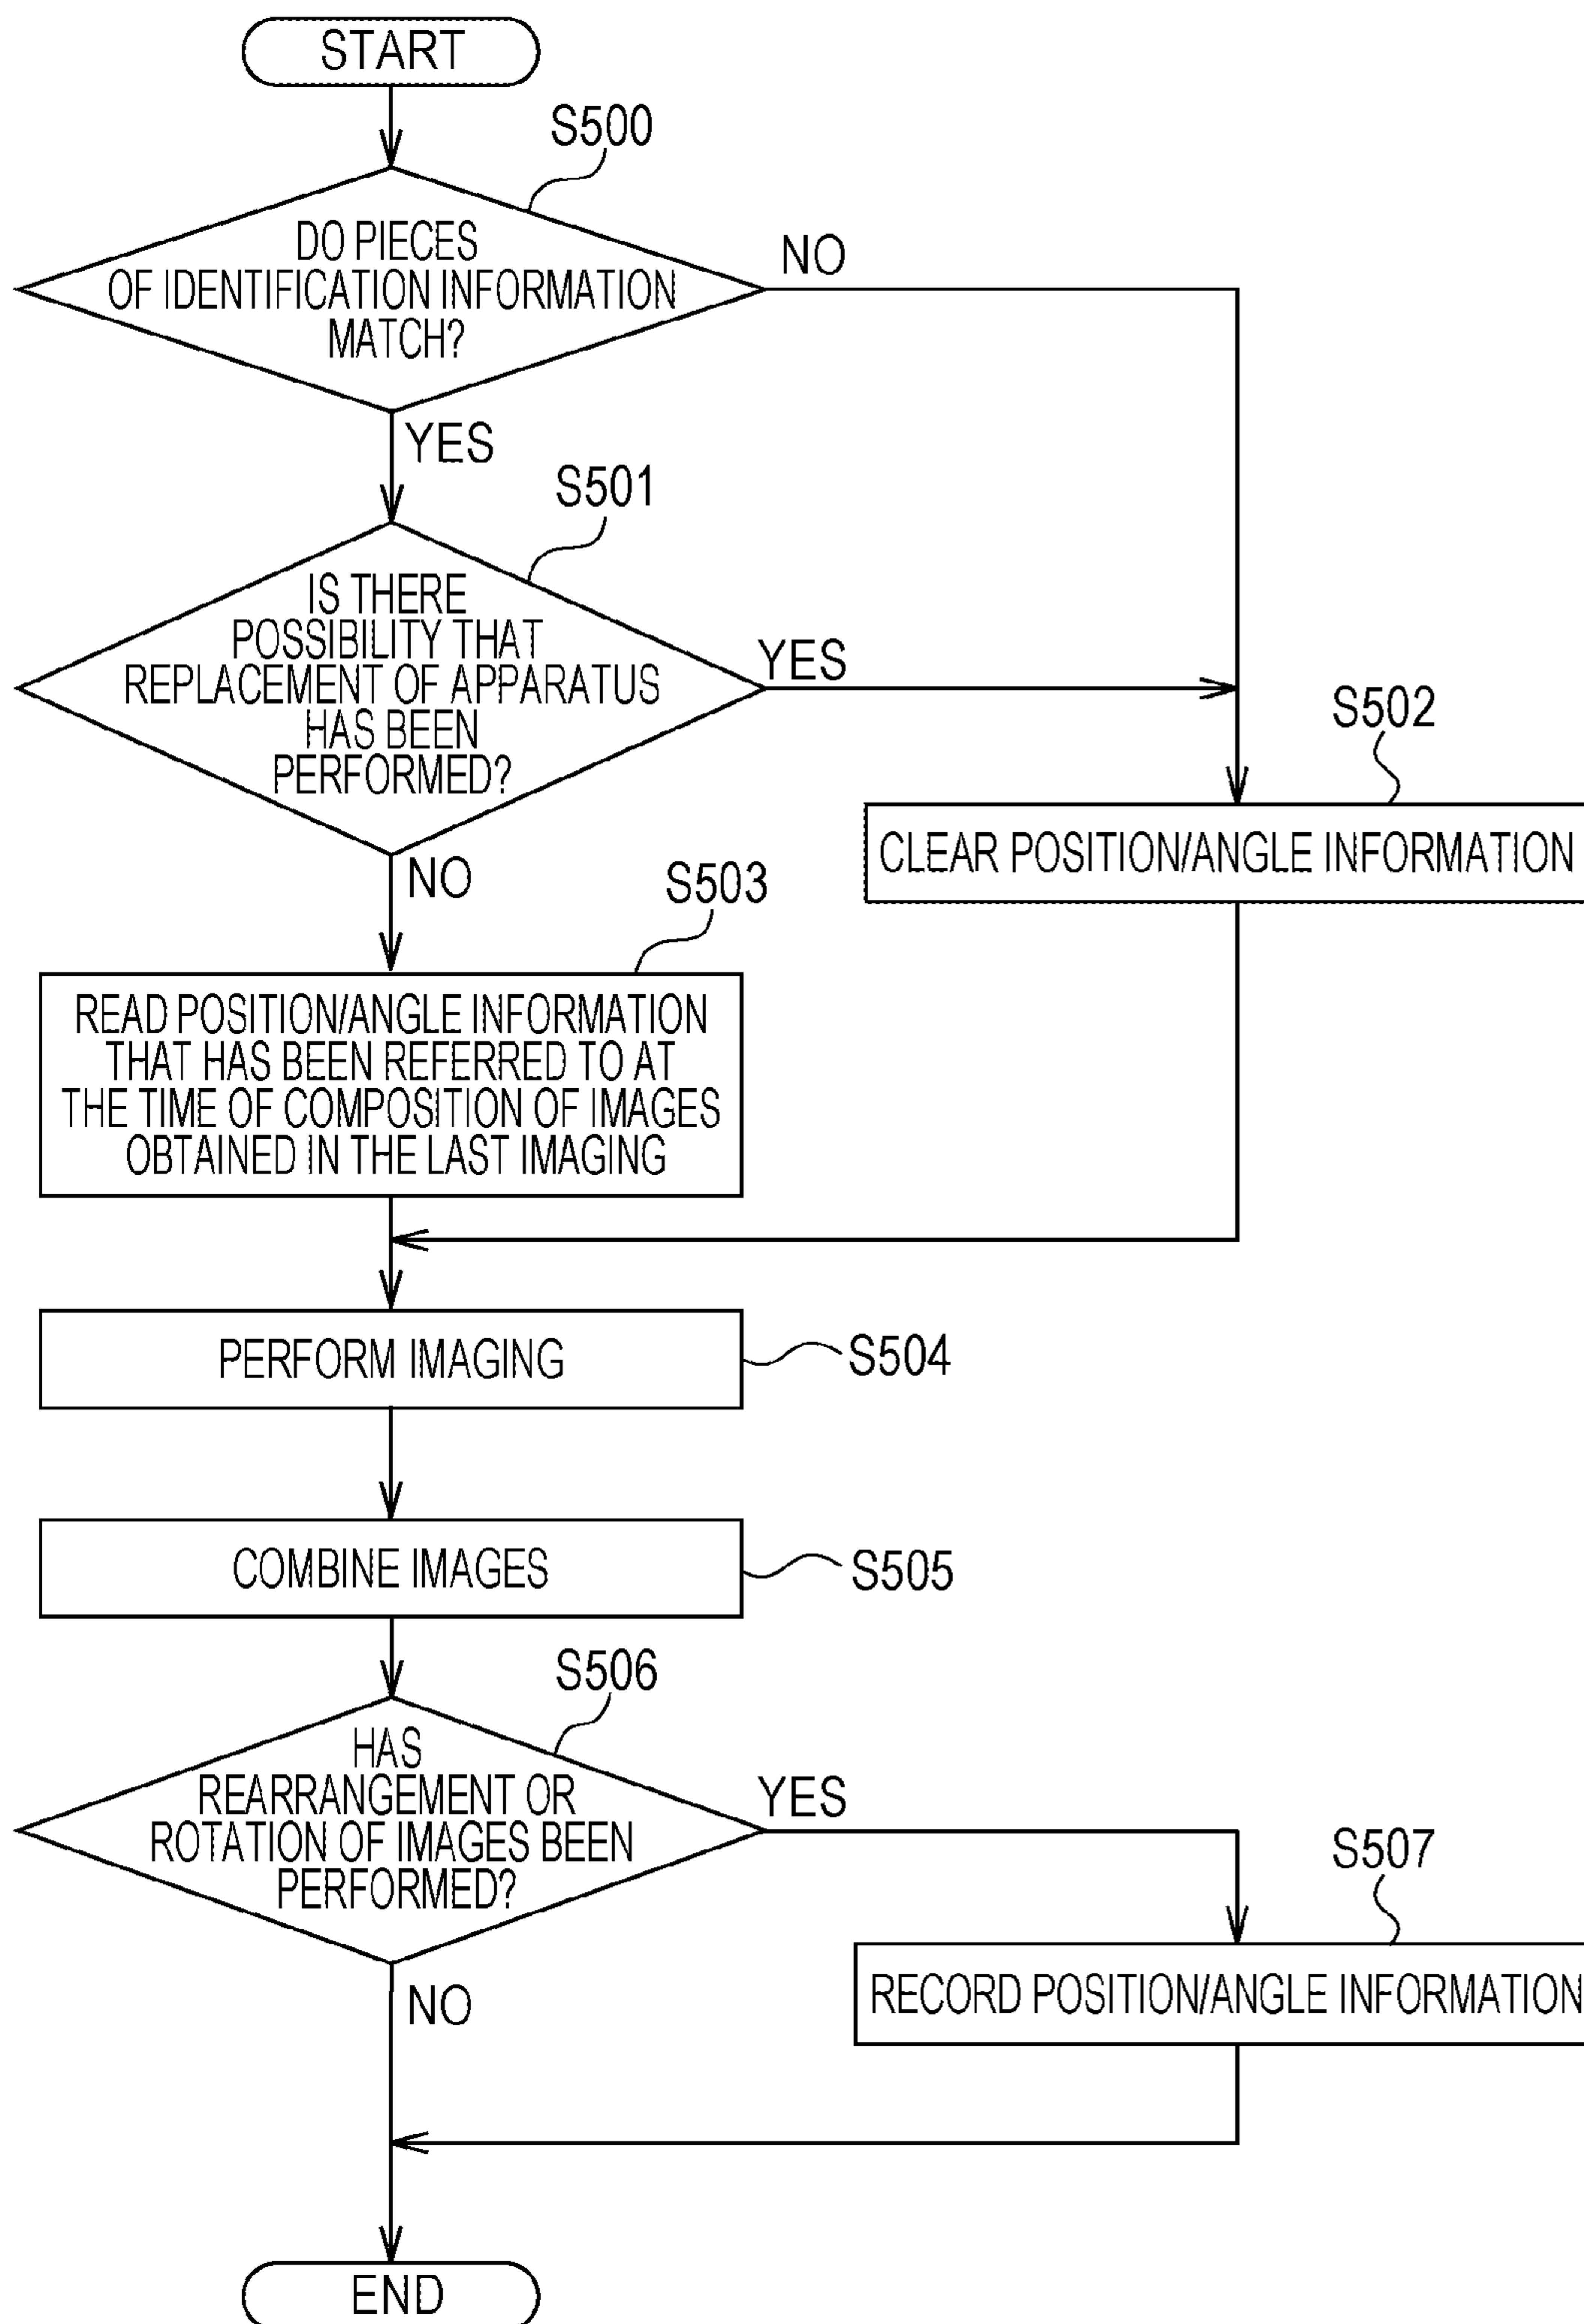 START
S500
DO PIECES
OF IDENTIFICATION INFORMATION
MATCH?
NO
YES
S501
IS THERE
POSSIBILITY THAT
REPLACEMENT OF APPARATUS
HAS BEEN
PERFORMED?
YES
S502
CLEAR POSITION/ANGLE INFORMATION
NO
S503
READ POSITION/ANGLE INFORMATION
THAT HAS BEEN REFERRED TO AT
THE TIME OF COMPOSITION OF IMAGES
OBTAINED IN THE LAST IMAGING
PERFORM IMAGING
S504
COMBINE IMAGES
S505
S506
HAS
REARRANGEMENT OR
ROTATION OF IMAGES BEEN
PERFORMED?
YES
S507
RECORD POSITION/ANGLE INFORMATION
NO
END